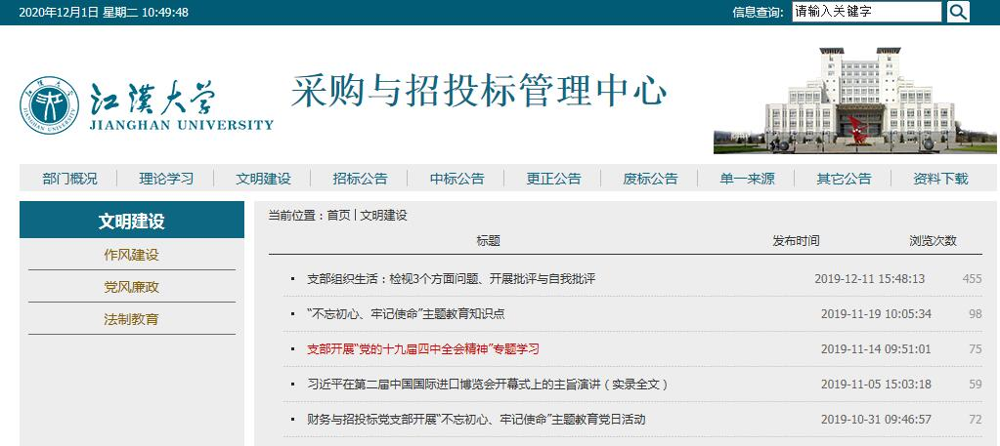 2020年12月1日 星期二 10:49:48 信息查询: 请输入关键字
江汉大学
JIANGHAN UNIVERSITY
采购与招投标管理中心
部门概况 理论学习 文明建设 招标公告 中标公告 更正公告 废标公告 单一来源 其它公告 资料下载
文明建设
作风建设
党风廉政
法制教育
当前位置：首页 | 文明建设
标题 发布时间 浏览次数
支部组织生活：检视3个方面问题、开展批评与自我批评 2019-12-11 15:48:13 455
“不忘初心、牢记使命”主题教育知识点 2019-11-19 10:05:34 98
支部开展“党的十九届四中全会精神”专题学习 2019-11-14 09:51:01 75
习近平在第二届中国国际进口博览会开幕式上的主旨演讲（实录全文） 2019-11-05 15:03:18 59
财务与招投标党支部开展“不忘初心、牢记使命”主题教育党日活动 2019-10-31 09:46:57 72